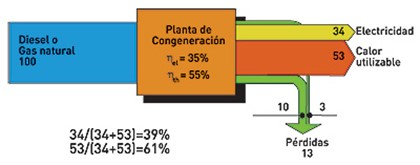 Diesel o
Gas natural
100
Planta de
Congeneración
ηel = 35%
ηth = 55%
34 Electricidad
53 Calor
utilizable
10 3
Pérdidas
13
34/(34+53)=39%
53/(34+53)=61%